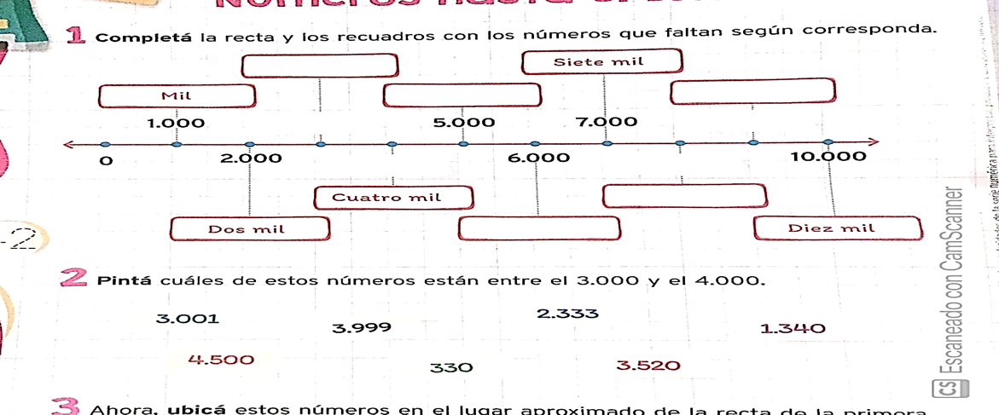 1 Completá la recta y los recuadros con los números que faltan según corresponda.
Siete mil
Mil
1.000 5.000 7.000
0 2.000 6.000 10.000
Cuatro mil
Dos mil Diez mil
-2
2 Pintá cuáles de estos números están entre el 3.000 y el 4.000.
3.001 3.999 2.333 1.340
4.500 330 3.520
3 Ahora, ubicá estos números en el lugar aproximado de la recta de la primera
CS Escaneado con CamScanner